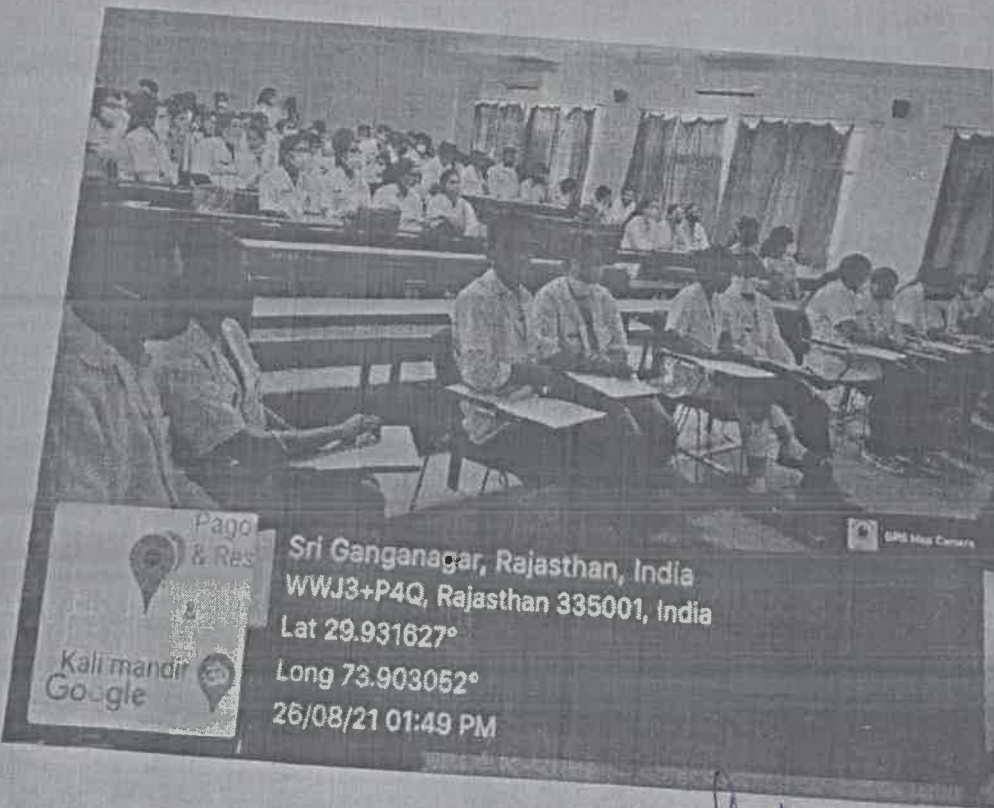 GPS Map Camera
Pago
& Res
&
Kali mandir
Google
Sri Ganganagar, Rajasthan, India
WWJ3+P4Q, Rajasthan 335001, India
Lat 29.931627°
Long 73.903052°
26/08/21 01:49 PM